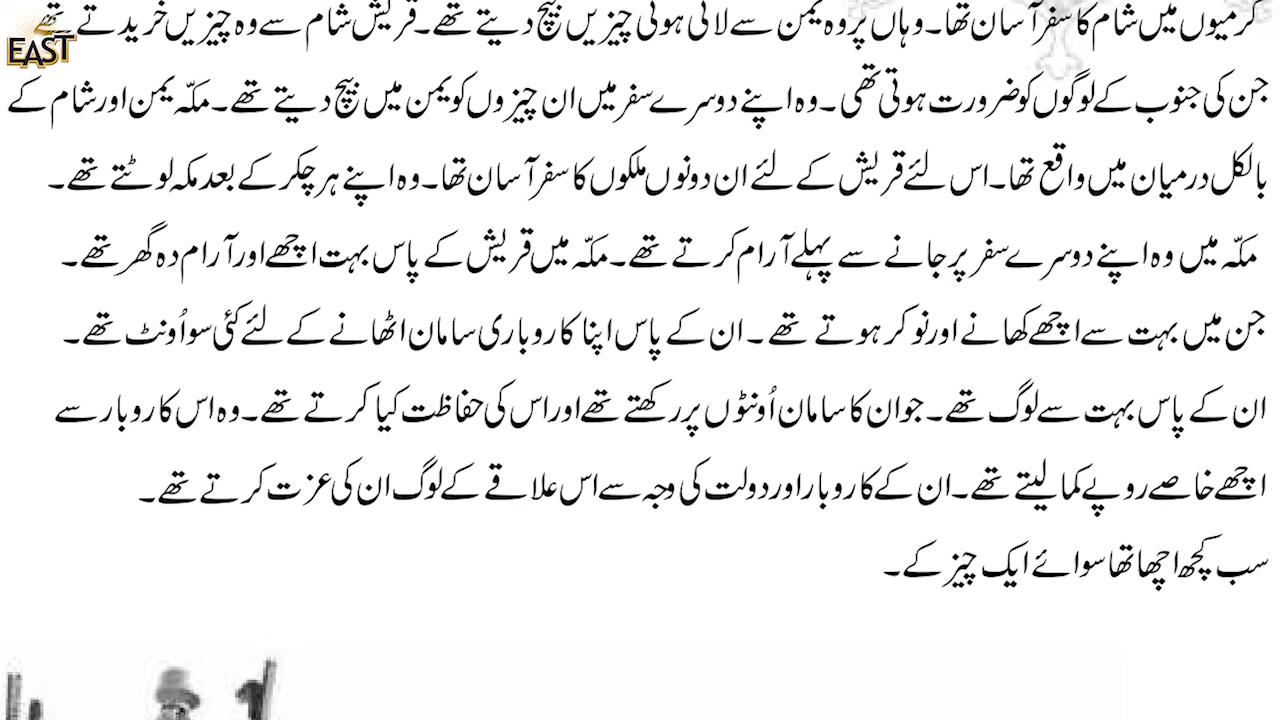 گرمیوں میں شام کا سفر آسان تھا۔ وہاں پر وہ یمن سے لائی ہوئی چیزیں بیچ دیتے تھے۔ قریش شام سے وہ چیزیں خریدتے تھے
EAST
جن کی جنوب کے لوگوں کو ضرورت ہوتی تھی۔ وہ اپنے دوسرے سفر میں ان چیزوں کو یمن میں بیچ دیتے تھے۔ مکّہ یمن اور شام کے
بالکل درمیان میں واقع تھا۔ اس لئے قریش کے لئے ان دونوں ملکوں کا سفر آسان تھا۔ وہ اپنے ہر چکر کے بعد مکہ لوٹتے تھے۔
مکّہ میں وہ اپنے دوسرے سفر پر جانے سے پہلے آرام کرتے تھے۔ مکّہ میں قریش کے پاس بہت اچھے اور آرام دہ گھر تھے۔
جن میں بہت سے اچھے کھانے اور نوکر ہوتے تھے۔ ان کے پاس اپنا کاروباری سامان اٹھانے کے لئے کئی سو اُونٹ تھے۔
ان کے پاس بہت سے لوگ تھے۔ جو ان کا سامان اُونٹوں پر رکھتے تھے اور اس کی حفاظت کیا کرتے تھے۔ وہ اس کاروبار سے
اچھے خاصے روپے کما لیتے تھے۔ ان کے کاروبار اور دولت کی وجہ سے اس علاقے کے لوگ ان کی عزت کرتے تھے۔
سب کچھ اچھا تھا سوائے ایک چیز کے۔